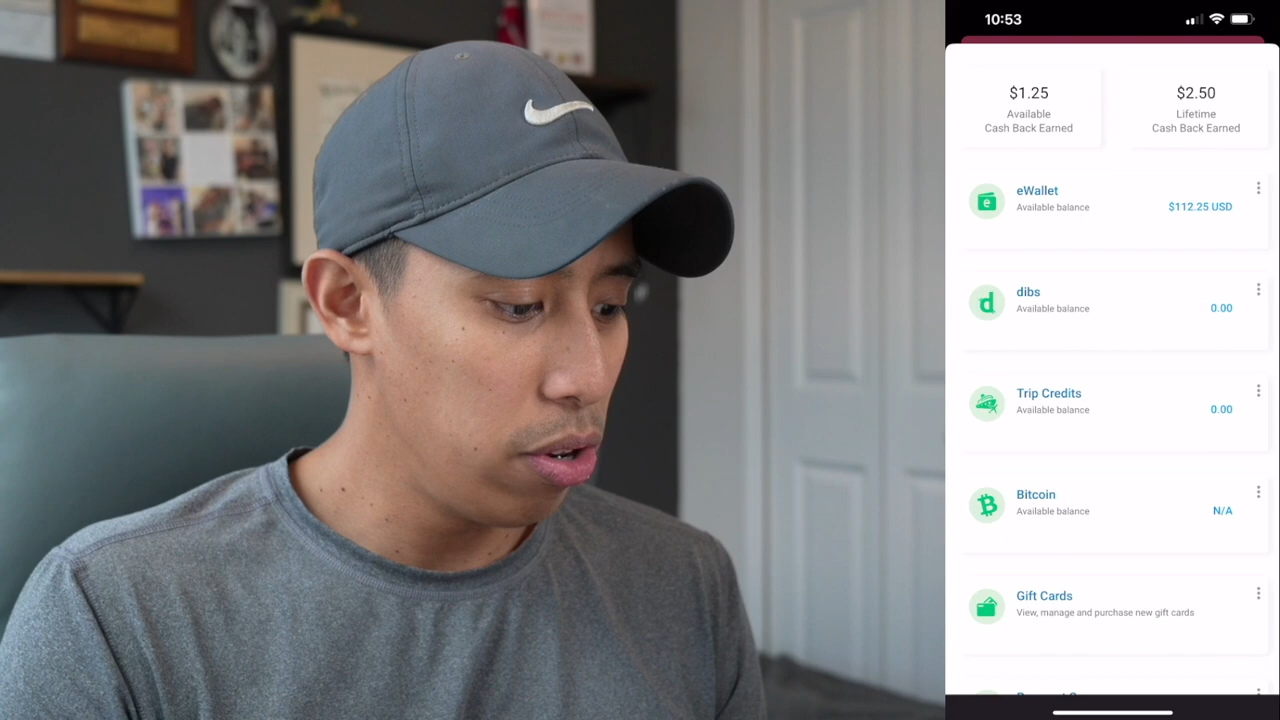 10:53
$1.25
Available
Cash Back Earned
$2.50
Lifetime
Cash Back Earned
eWallet
Available balance
$112.25 USD
dibs
Available balance
0.00
Trip Credits
Available balance
0.00
Bitcoin
Available balance
N/A
Gift Cards
View, manage and purchase new gift cards